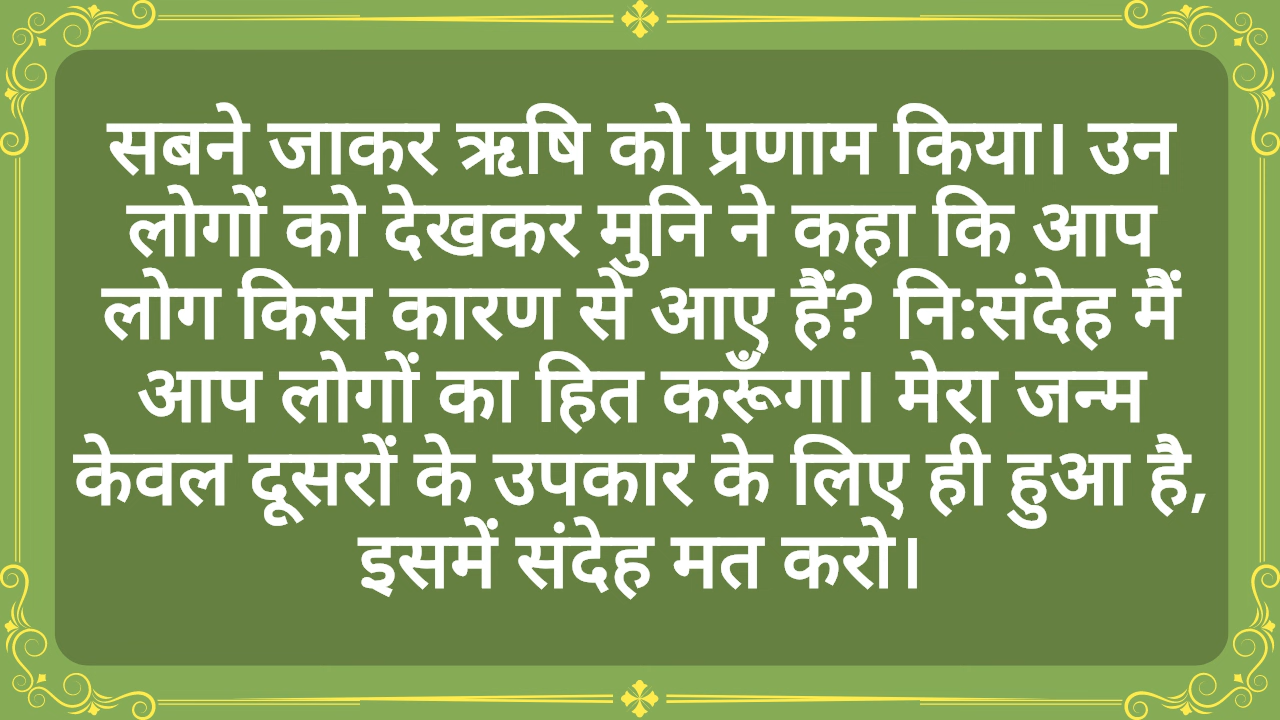 सबने जाकर ऋषि को प्रणाम किया। उन
लोगों को देखकर मुनि ने कहा कि आप
लोग किस कारण से आए हैं? नि:संदेह मैं
आप लोगों का हित करूँगा। मेरा जन्म
केवल दूसरों के उपकार के लिए ही हुआ है,
इसमें संदेह मत करो।